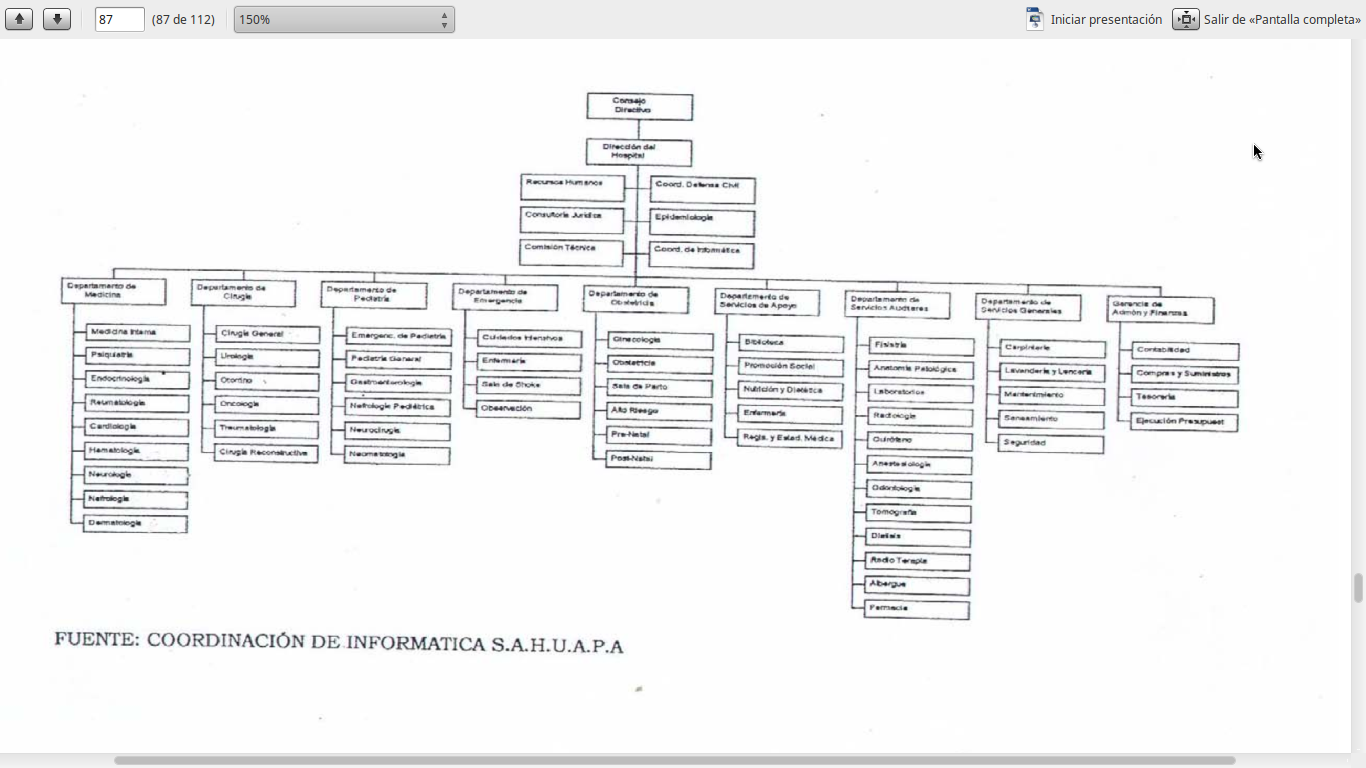 87
(87 de 112)
150%
Iniciar presentación
Salir de «Pantalla completa»
Consejo
Directivo
Dirección del
Hospital
Recursos Humanos
Coord. Defensa Civil
Consultoría Jurídica
Epidemiología
Comisión Técnica
Coord. de Informática
Departamento de
Medicina
Medicina Interna
Psiquiatría
Endocrinología
Reumatología
Cardiología
Hematología
Neurología
Nefrología
Dermatología
Departamento de
Cirugía
Cirugía General
Urología
Otorrino
Oncología
Traumatología
Cirugía Reconstructiva
Departamento de
Pediatría
Emergenc. de Pediatría
Pediatría General
Gastroenterología
Nefrología Pediátrica
Neurocirugía
Neomatología
Departamento de
Emergencia
Cuidados Intensivos
Enfermería
Sala de Shoke
Observación
Departamento de
Obstetricia
Ginecología
Obstetricia
Sala de Parto
Alto Riesgo
Pre-Natal
Post-Natal
Departamento de
Servicios de Apoyo
Biblioteca
Promoción Social
Nutrición y Dietética
Enfermería
Regis. y Estad. Médica
Departamento de
Servicios Auxiliares
Fisiatría
Anatomía Patológica
Laboratorios
Radiología
Quirófano
Anestesiología
Odontología
Tomografía
Dialisis
Radio Terapia
Albergue
Farmacia
Departamento de
Servicios Generales
Carpintería
Lavandería y Lencería
Mantenimiento
Saneamiento
Seguridad
Gerencia de
Admón y Finanzas
Contabilidad
Compras y Suministros
Tesorería
Ejecución Presupuest
FUENTE: COORDINACIÓN DE INFORMATICA S.A.H.U.A.P.A